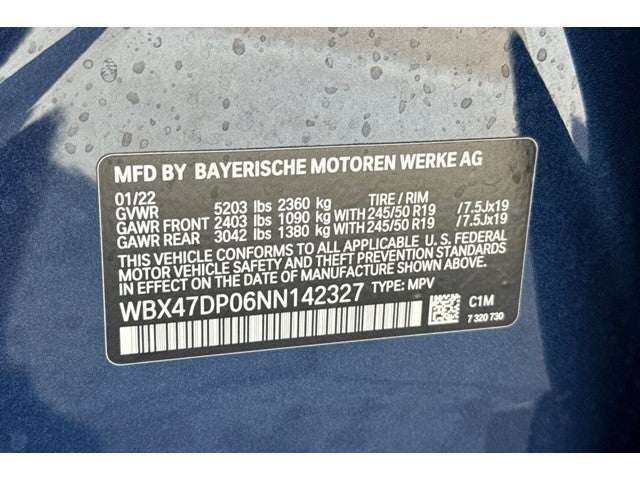 MFD BY BAYERISCHE MOTOREN WERKE AG
01/22 TIRE / RIM
GVWR 5203 lbs 2360 kg
GAWR FRONT 2403 lbs 1090 kg WITH 245/50 R19 /7.5Jx19
GAWR REAR 3042 lbs 1380 kg WITH 245/50 R19 /7.5Jx19
THIS VEHICLE CONFORMS TO ALL APPLICABLE U. S. FEDERAL
MOTOR VEHICLE SAFETY AND THEFT PREVENTION STANDARDS
IN EFFECT ON THE DATE OF MANUFACTURE SHOWN ABOVE.
WBX47DP06NN142327 TYPE: MPV
C1M
7 320 730